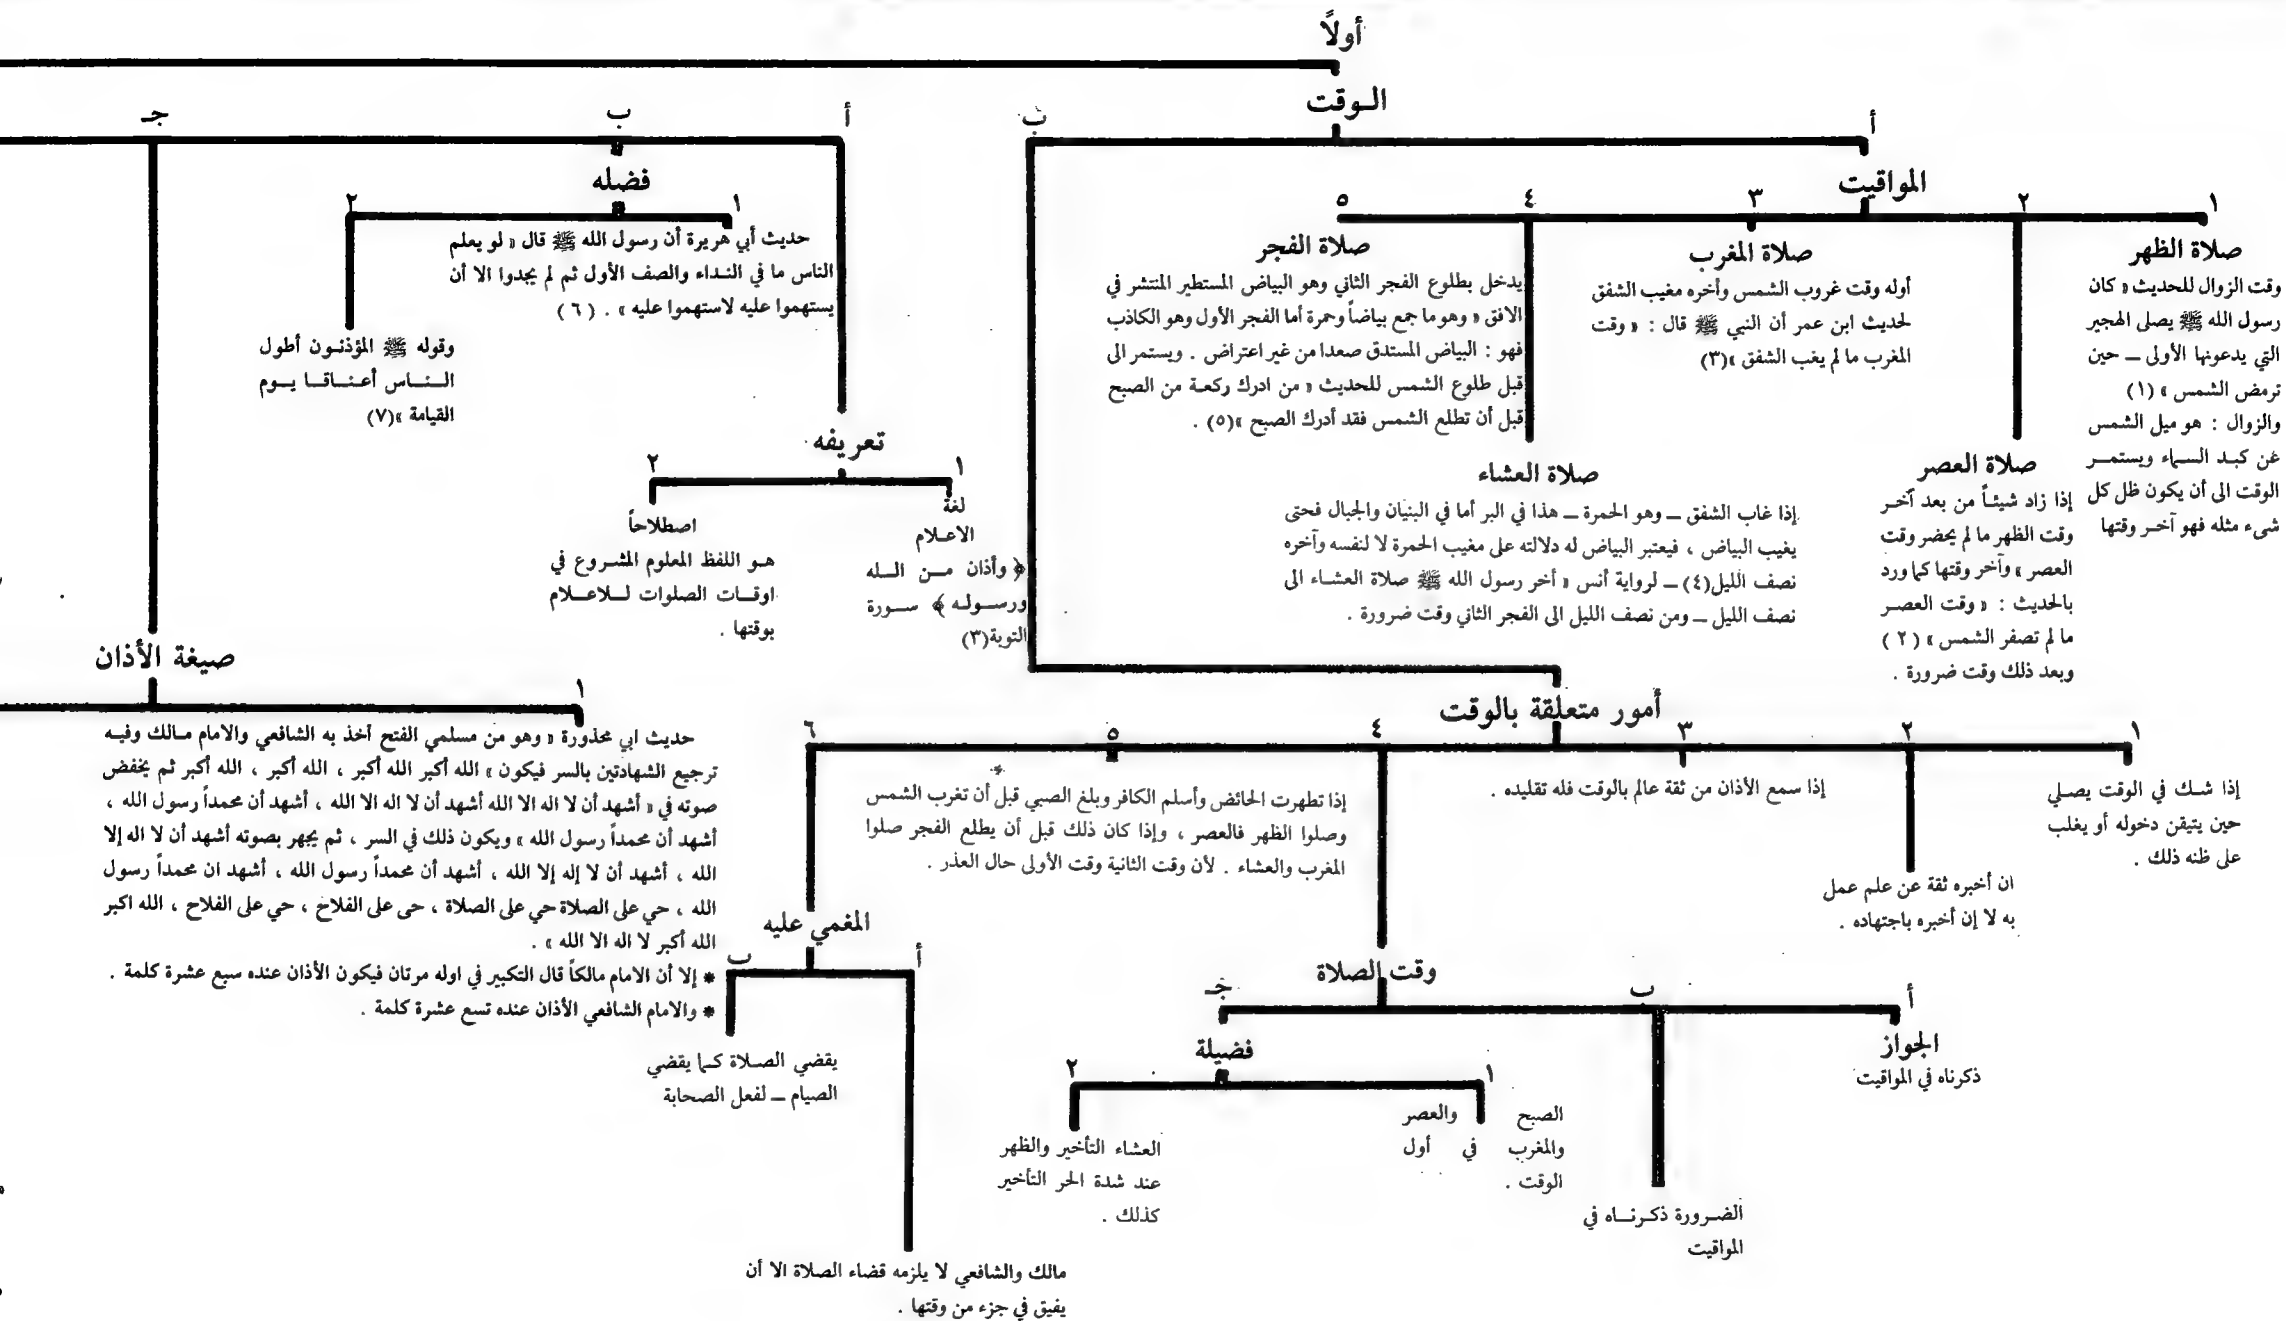 أولاً
الـوقت
أ
ب
المواقيت
١
٢
٣
٤
٥
صلاة الظهر
وقت الزوال للحديث « كان
رسول الله ﷺ يصلى الهجير
التي يدعونها الأولى ــ حين
ترمض الشمس » (١)
والزوال : هو ميل الشمس
عن كبد السماء ويستمر
الوقت الى أن يكون ظل كل
شيء مثله فهو آخر وقتها
صلاة العصر
إذا زاد شيئاً من بعد آخر
وقت الظهر ما لم يحضر وقت
العصر » وآخر وقتها كما ورد
بالحديث : « وقت العصر
ما لم تصفر الشمس » (٢)
وبعد ذلك وقت ضرورة .
صلاة المغرب
أوله وقت غروب الشمس وأخره مغيب الشفق
لحديث ابن عمر أن النبي ﷺ قال : « وقت
المغرب ما لم يغب الشفق »(٣)
صلاة العشاء
إذا غاب الشفق ــ وهو الحمرة ــ هذا في البر أما في البنيان والجبال فحتى
يغيب البياض ، فيعتبر البياض له دلالته على مغيب الحمرة لا لنفسه وآخره
نصف الليل(٤) ــ لرواية أنس « أخر رسول الله ﷺ صلاة العشاء الى
نصف الليل ــ ومن نصف الليل الى الفجر الثاني وقت ضرورة .
صلاة الفجر
يدخل بطلوع الفجر الثاني وهو البياض المستطير المنتشر في
الافق « وهو ما جمع بياضاً وحمرة أما الفجر الأول وهو الكاذب
فهو : البياض المستدق صعدا من غير اعتراض . ويستمر الى
قبل طلوع الشمس للحديث « من ادرك ركعة من الصبح
قبل أن تطلع الشمس فقد أدرك الصبح »(٥) .
أمور متعلقة بالوقت
١
٢
٣
٤
٥
٦
إذا شك في الوقت يصلي
حين يتيقن دخوله أو يغلب
على ظنه ذلك .
ان أخبره ثقة عن علم عمل
به لا إن أخبره باجتهاده .
إذا سمع الأذان من ثقة عالم بالوقت فله تقليده .
وقت الصلاة
أ
ب
جـ
الجواز
ذكرناه في المواقيت
الضرورة ذكرناه في
المواقيت
فضيلة
١
٢
الصبح والعصر
والمغرب في أول
الوقت .
العشاء التأخير والظهر
عند شدة الحر التأخير
كذلك .
إذا تطهرت الحائض وأسلم الكافر وبلغ الصبي قبل أن تغرب الشمس
وصلوا الظهر فالعصر ، وإذا كان ذلك قبل أن يطلع الفجر صلوا
المغرب والعشاء . لأن وقت الثانية وقت الأولى حال العذر .
المغمي عليه
أ
ب
مالك والشافعي لا يلزمه قضاء الصلاة الا أن
يفيق في جزء من وقتها .
يقضي الصلاة كما يقضي
الصيام ــ لفعل الصحابة
أ
ب
جـ
تعريفه
١
٢
لغة
الاعلام
﴿ وأذان من الله
ورسوله ﴾ سورة
التوبة(٣)
اصطلاحاً
هو اللفظ المعلوم المشروع في
اوقات الصلوات للاعلام
بوقتها .
فضله
١
٢
حديث أبي هريرة أن رسول الله ﷺ قال « لو يعلم
الناس ما في النداء والصف الأول ثم لم يجدوا الا أن
يستهموا عليه لاستهموا عليه » . (٦)
وقوله ﷺ المؤذنون أطول
الناس أعناقا يوم
القيامة »(٧)
صيغة الأذان
١
حديث ابي محذورة « وهو من مسلمي الفتح آخذ به الشافعي والامام مالك وفيه
ترجيع الشهادتين بالسر فيكون » الله أكبر الله أكبر ، الله أكبر ، الله أكبر ثم يخفض
صوته في « أشهد أن لا اله الا الله أشهد أن لا اله الا الله ، أشهد أن محمداً رسول الله ،
أشهد أن محمداً رسول الله » ويكون ذلك في السر ، ثم يجهر بصوته أشهد أن لا اله إلا
الله ، أشهد أن لا إله إلا الله ، أشهد أن محمداً رسول الله ، أشهد ان محمداً رسول
الله ، حي على الصلاة حي على الصلاة ، حى على الفلاح ، حي على الفلاح ، الله اكبر
الله أكبر لا اله الا الله » .
* إلا أن الامام مالكاً قال التكبير في اوله مرتان فيكون الأذان عنده سبع عشرة كلمة .
* والامام الشافعي الأذان عنده تسع عشرة كلمة .